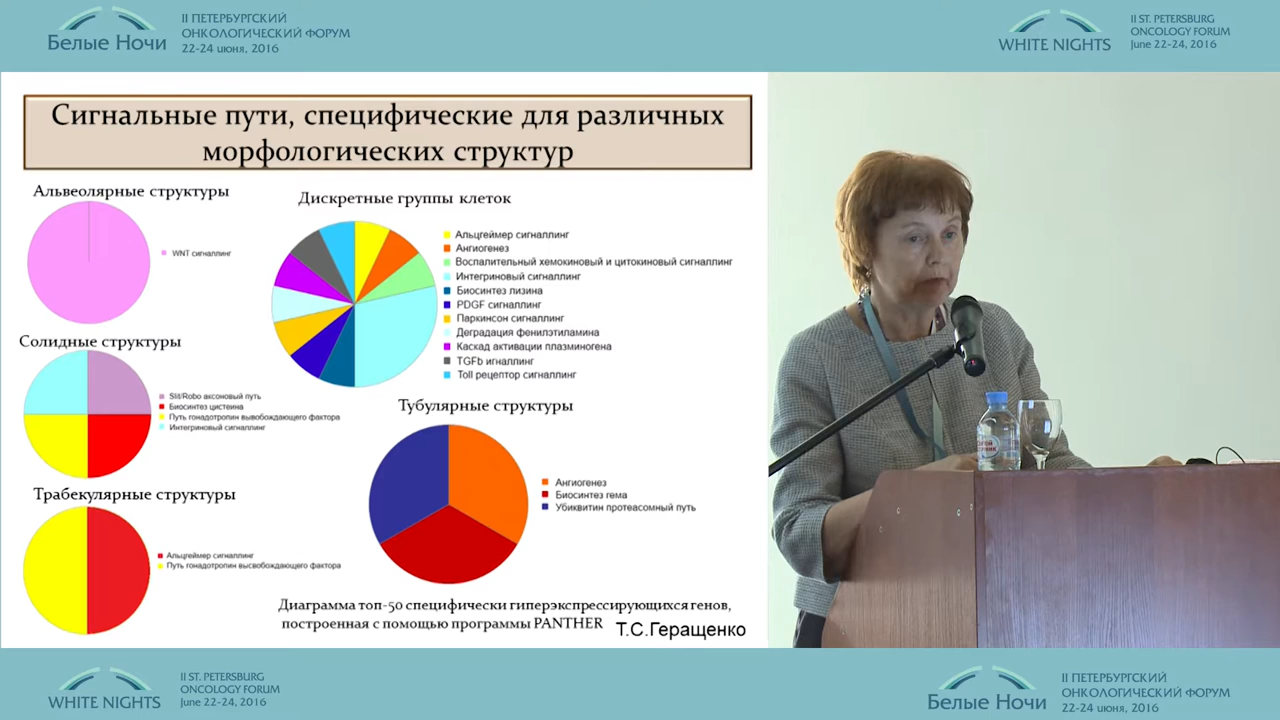 Белые Ночи
II ПЕТЕРБУРГСКИЙ
ОНКОЛОГИЧЕСКИЙ ФОРУМ
22-24 июня, 2016
WHITE NIGHTS
II ST. PETERSBURG
ONCOLOGY FORUM
June 22-24, 2016
Сигнальные пути, специфические для различных
морфологических структур
Альвеолярные структуры
WNT сигналлинг
Дискретные группы клеток
Альцгеймер сигналлинг
Ангиогенез
Воспалительный хемокиновый и цитокиновый сигналлинг
Интегриновый сигналлинг
Биосинтез лизина
PDGF сигналлинг
Паркинсон сигналлинг
Деградация фенилэтиламина
Каскад активации плазминогена
TGFb игналлинг
Toll рецептор сигналлинг
Солидные структуры
Slit/Robo аксоновый путь
Биосинтез цистеина
Путь гонадотропин вывобождающего фактора
Интегриновый сигналлинг
Тубулярные структуры
Ангиогенез
Биосинтез гема
Убиквитин протеасомный путь
Трабекулярные структуры
Альцгеймер сигналлинг
Путь гонадотропин высвобождающего фактора
Диаграмма топ-50 специфически гиперэкспрессирующихся генов,
построенная с помощью программы PANTHER
Т.С.Геращенко
WHITE NIGHTS
II ST. PETERSBURG
ONCOLOGY FORUM
June 22-24, 2016
Белые Ночи
II ПЕТЕРБУРГСКИЙ
ОНКОЛОГИЧЕСКИЙ ФОРУМ
22-24 июня, 2016